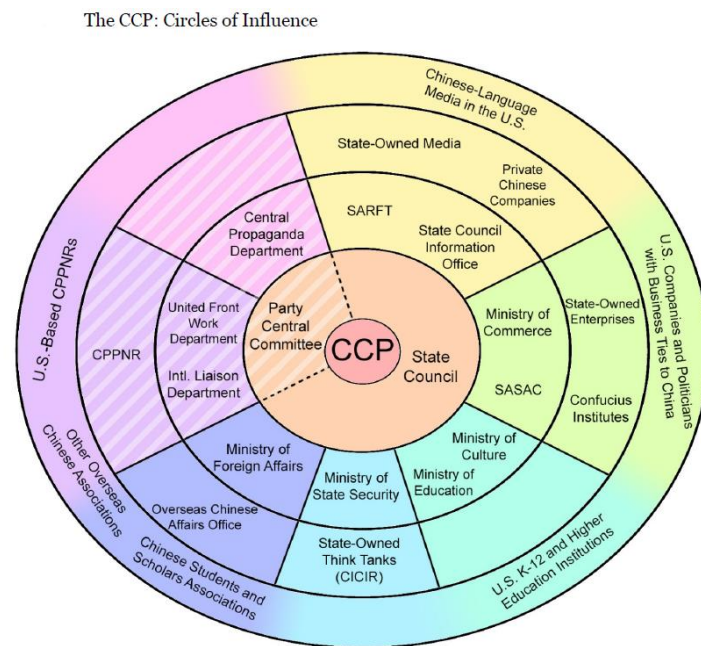 The CCP: Circles of Influence
Chinese-Language
Media in the U.S.
State-Owned Media
Private
Chinese
Companies
SARFT
State Council
Information
Office
Central
Propaganda
Department
U.S.-Based CPPNRs
CPPNR
United Front
Work
Department
Intl. Liaison
Department
Party
Central
Committee
CCP
State
Council
Ministry of
Commerce
SASAC
State-Owned
Enterprises
Confucius
Institutes
U.S. Companies and Politicians
with Business Ties to China
Ministry of
Foreign Affairs
Ministry of
State Security
Ministry of
Culture
Ministry of
Education
Overseas Chinese
Affairs Office
State-Owned
Think Tanks
(CICIR)
Other Overseas
Chinese Associations
Chinese Students and
Scholars Associations
U.S. K-12 and Higher
Education Institutions